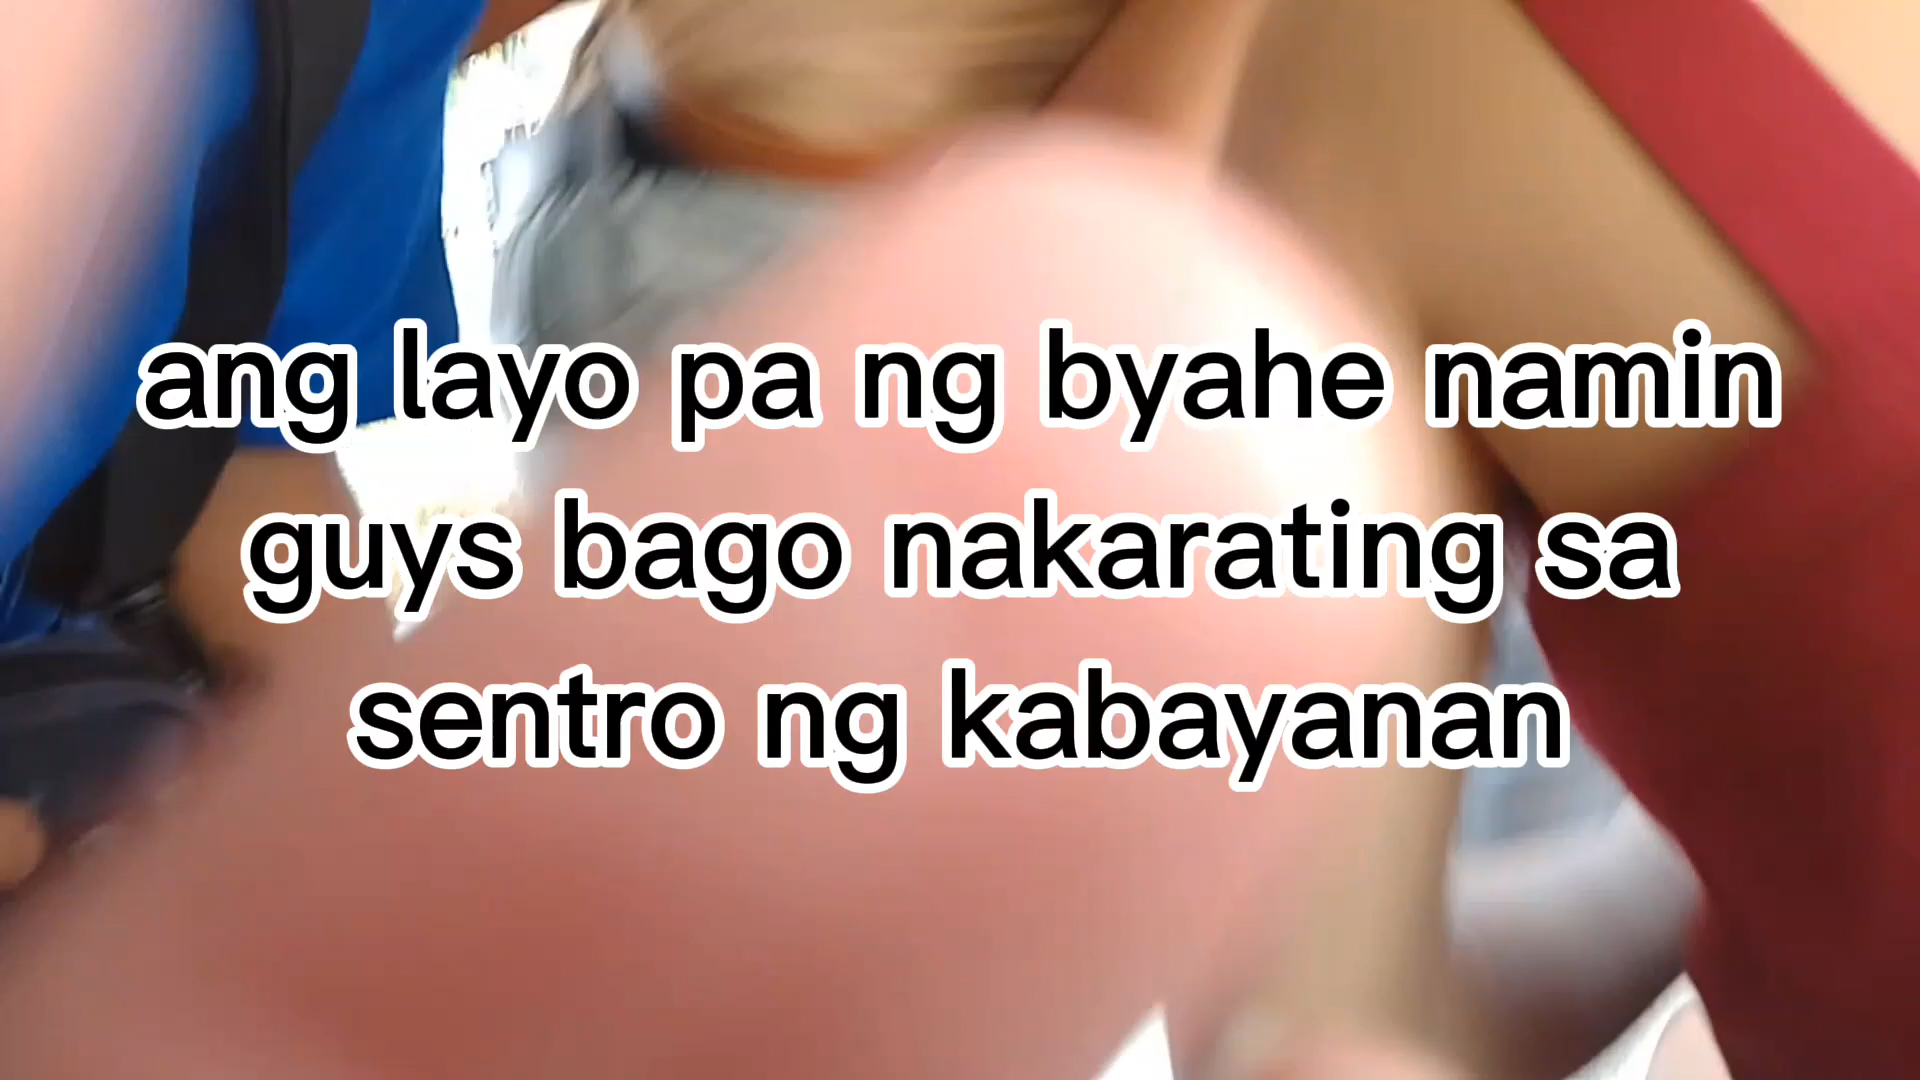 ang layo pa ng byahe namin
guys bago nakarating sa
sentro ng kabayanan